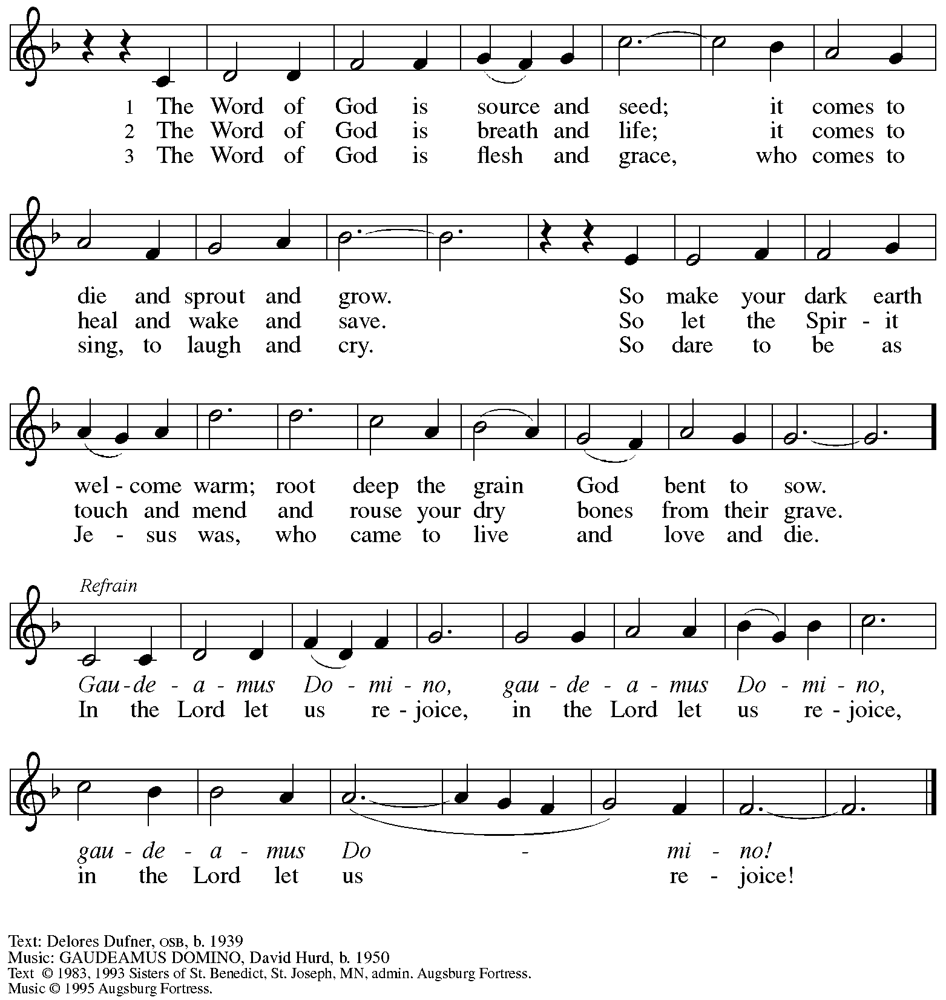 1 The Word of God is source and seed; it comes to
2 The Word of God is breath and life; it comes to
3 The Word of God is flesh and grace, who comes to
die and sprout and grow. So make your dark earth
heal and wake and save. So let the Spir - it
sing, to laugh and cry. So dare to be as
wel - come warm; root deep the grain God bent to sow.
touch and mend and rouse your dry bones from their grave.
Je - sus was, who came to live and love and die.
Refrain
Gau - de - a - mus Do - mi - no, gau - de - a - mus Do - mi - no,
In the Lord let us re - joice, in the Lord let us re - joice,
gau - de - a - mus Do - mi - no!
in the Lord let us re - joice!
Text: Delores Dufner, OSB, b. 1939
Music: GAUDEAMUS DOMINO, David Hurd, b. 1950
Text © 1983, 1993 Sisters of St. Benedict, St. Joseph, MN, admin. Augsburg Fortress.
Music © 1995 Augsburg Fortress.